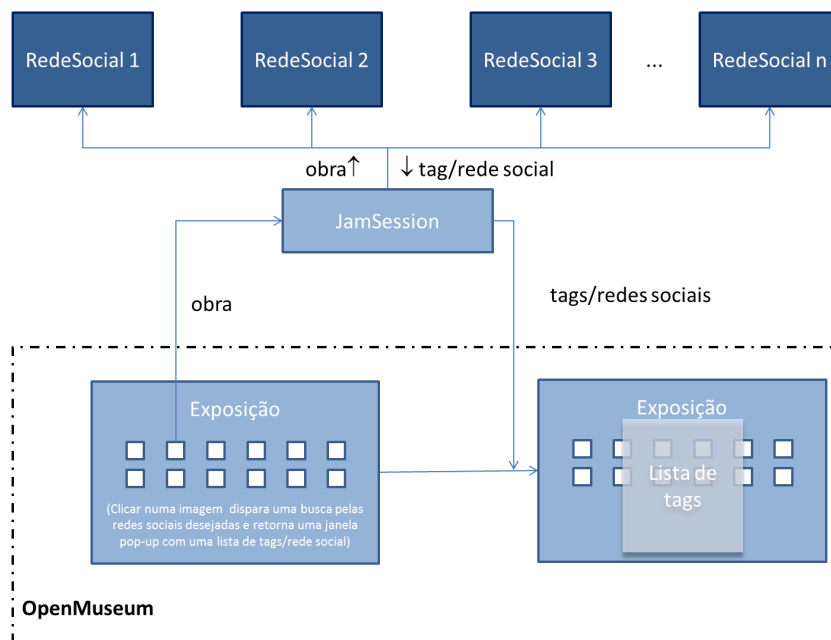 RedeSocial 1
RedeSocial 2
RedeSocial 3
...
RedeSocial n
obra↑
↓ tag/rede social
JamSession
obra
tags/redes sociais
Exposição
(Clicar numa imagem dispara uma busca pelas
redes sociais desejadas e retorna uma janela
pop-up com uma lista de tags/rede social)
Exposição
Lista de
tags
OpenMuseum